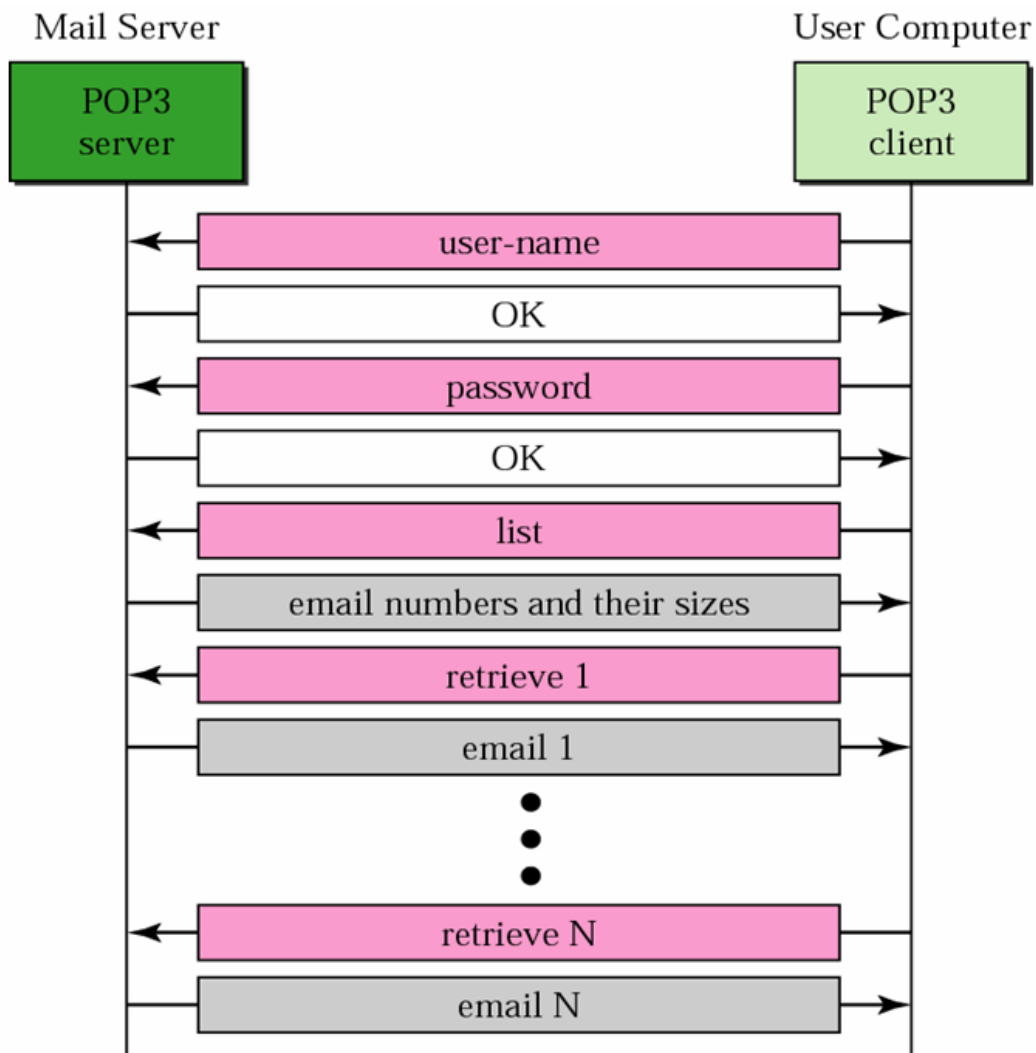 Mail Server
User Computer
POP3
server
POP3
client
user-name
OK
password
OK
list
email numbers and their sizes
retrieve 1
email 1
retrieve N
email N